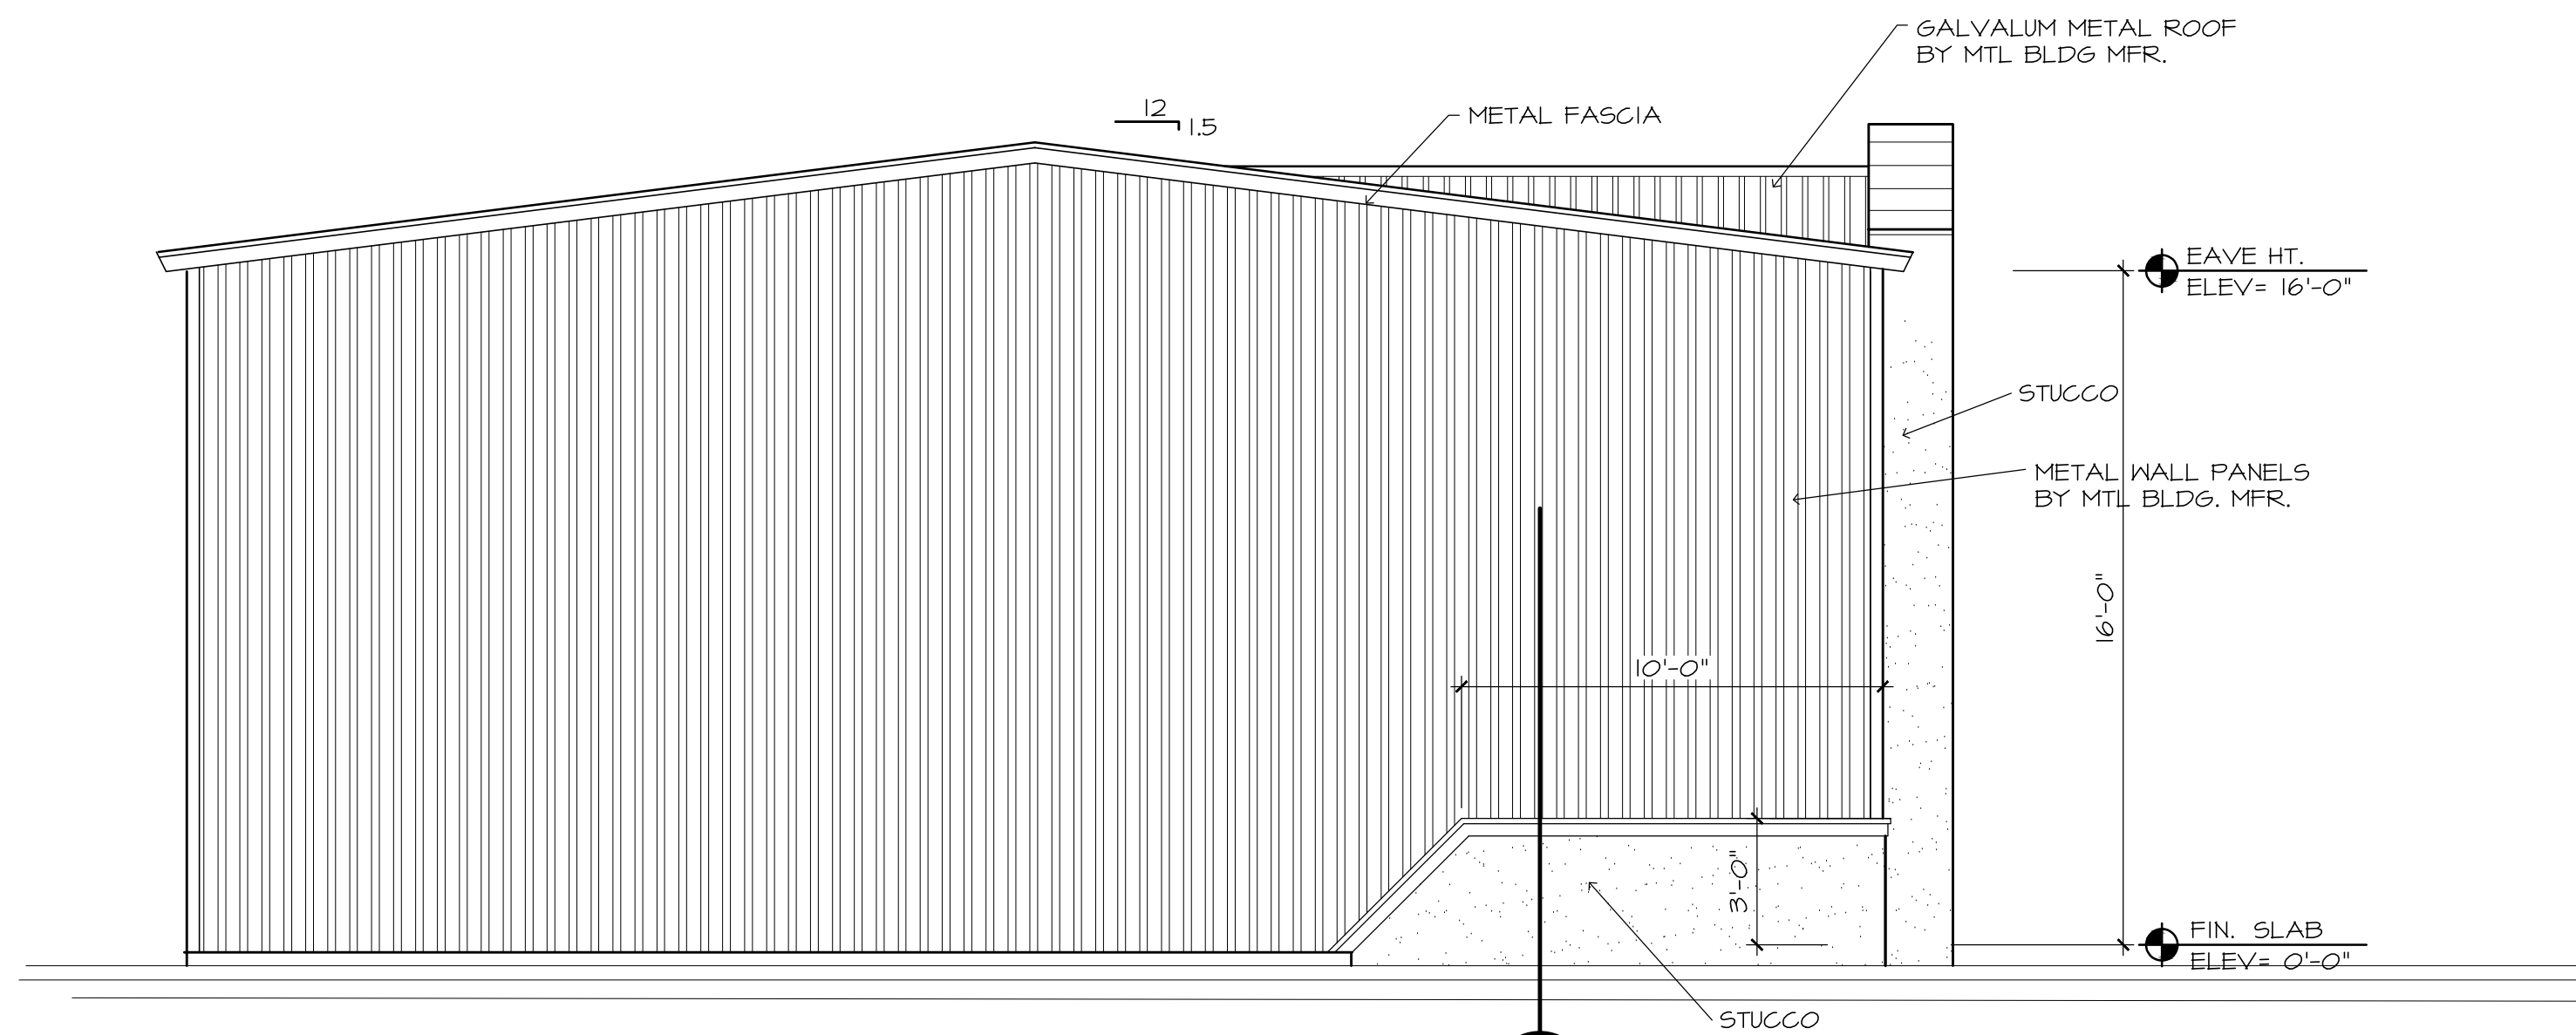 GALVALUM METAL ROOF
BY MTL BLDG MFR.
12
1.5
METAL FASCIA
EAVE HT.
ELEV= 16'-0"
STUCCO
METAL WALL PANELS
BY MTL BLDG. MFR.
16'-0"
10'-0"
3'-0"
FIN. SLAB
ELEV= 0'-0"
STUCCO